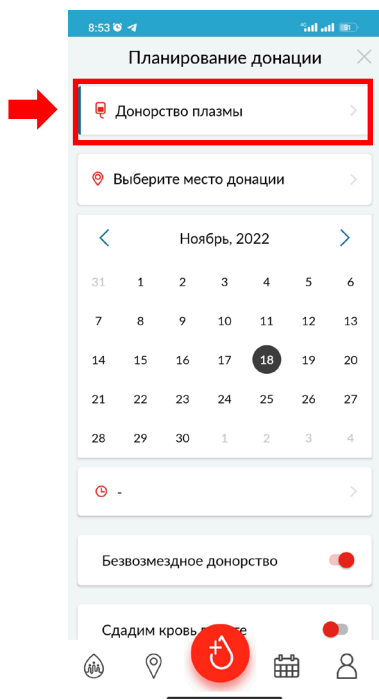 8:53
Планирование донации
Донорство плазмы
Выберите место донации
Ноябрь, 2022
31 1 2 3 4 5 6
7 8 9 10 11 12 13
14 15 16 17 18 19 20
21 22 23 24 25 26 27
28 29 30 1 2 3 4
-
Безвозмездное донорство
Сдадим кровь